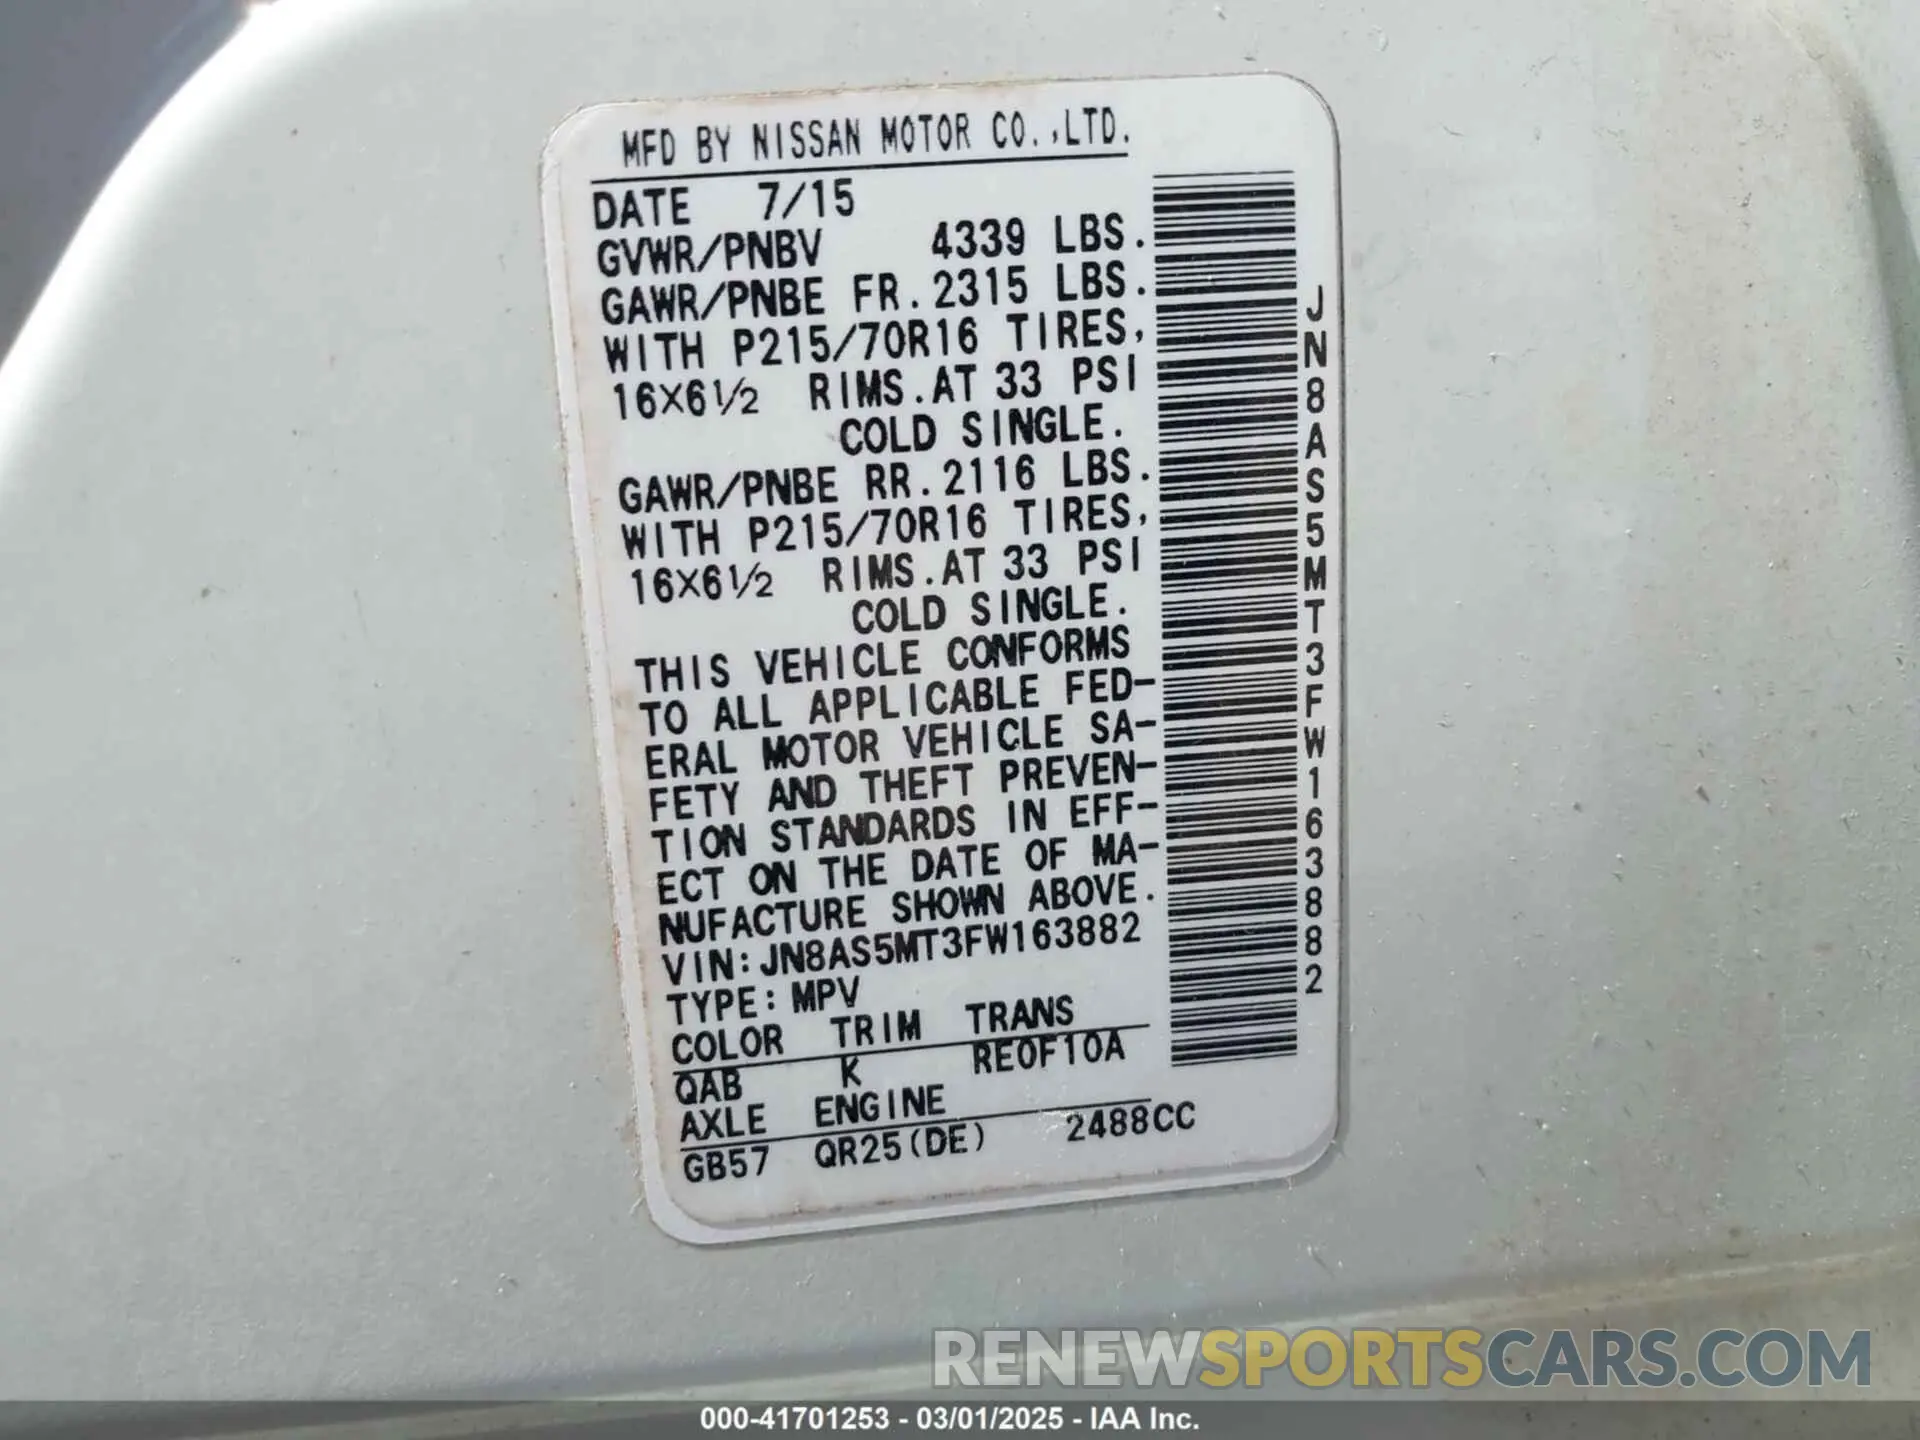 MFD BY NISSAN MOTOR CO.,LTD.
DATE 7/15
GVWR/PNBV 4339 LBS.
GAWR/PNBE FR. 2315 LBS.
WITH P215/70R16 TIRES,
16X6½ RIMS. AT 33 PSI
COLD SINGLE.
GAWR/PNBE RR. 2116 LBS.
WITH P215/70R16 TIRES,
16X6½ RIMS. AT 33 PSI
COLD SINGLE.
THIS VEHICLE CONFORMS
TO ALL APPLICABLE FED-
ERAL MOTOR VEHICLE SA-
FETY AND THEFT PREVEN-
TION STANDARDS IN EFF-
ECT ON THE DATE OF MA-
NUFACTURE SHOWN ABOVE.
VIN: JN8AS5MT3FW163882
TYPE: MPV
COLOR TRIM TRANS
QAB K RE0F10A
AXLE ENGINE
GB57 QR25(DE) 2488CC
JN8AS5MT3FW163882
RENEWSPORTSCARS.COM
000-41701253 - 03/01/2025 - IAA Inc.